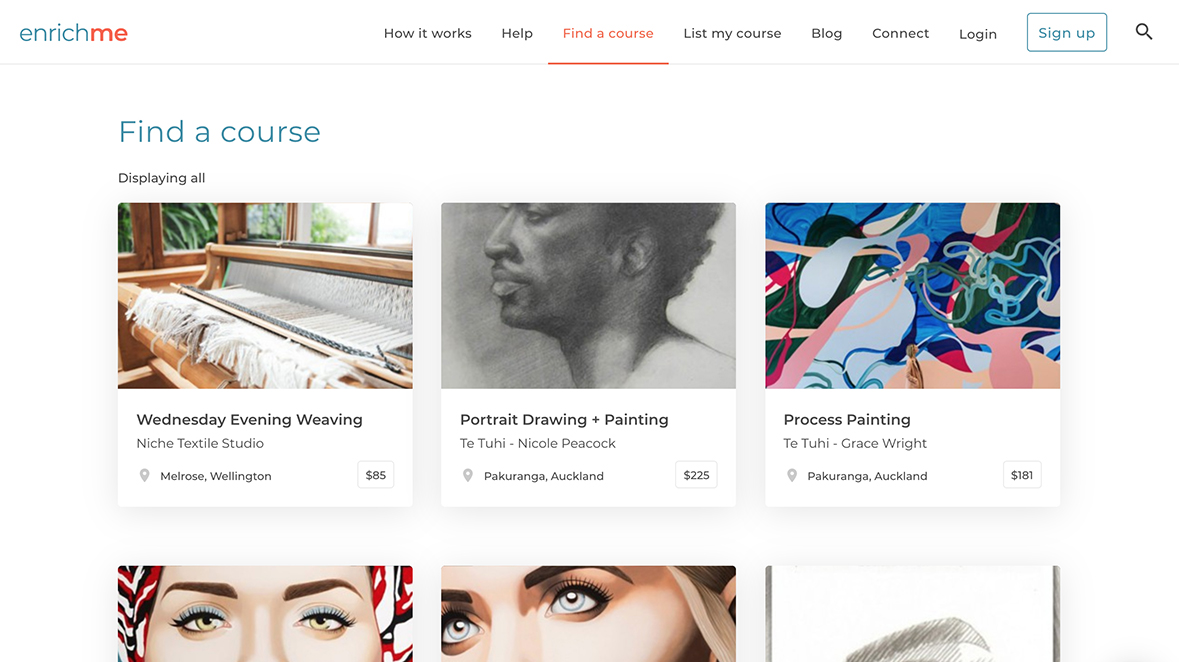 enrichme
How it works Help Find a course List my course Blog Connect Login Sign up
Find a course
Displaying all
Wednesday Evening Weaving
Niche Textile Studio
Melrose, Wellington $85
Portrait Drawing + Painting
Te Tuhi - Nicole Peacock
Pakuranga, Auckland $225
Process Painting
Te Tuhi - Grace Wright
Pakuranga, Auckland $181